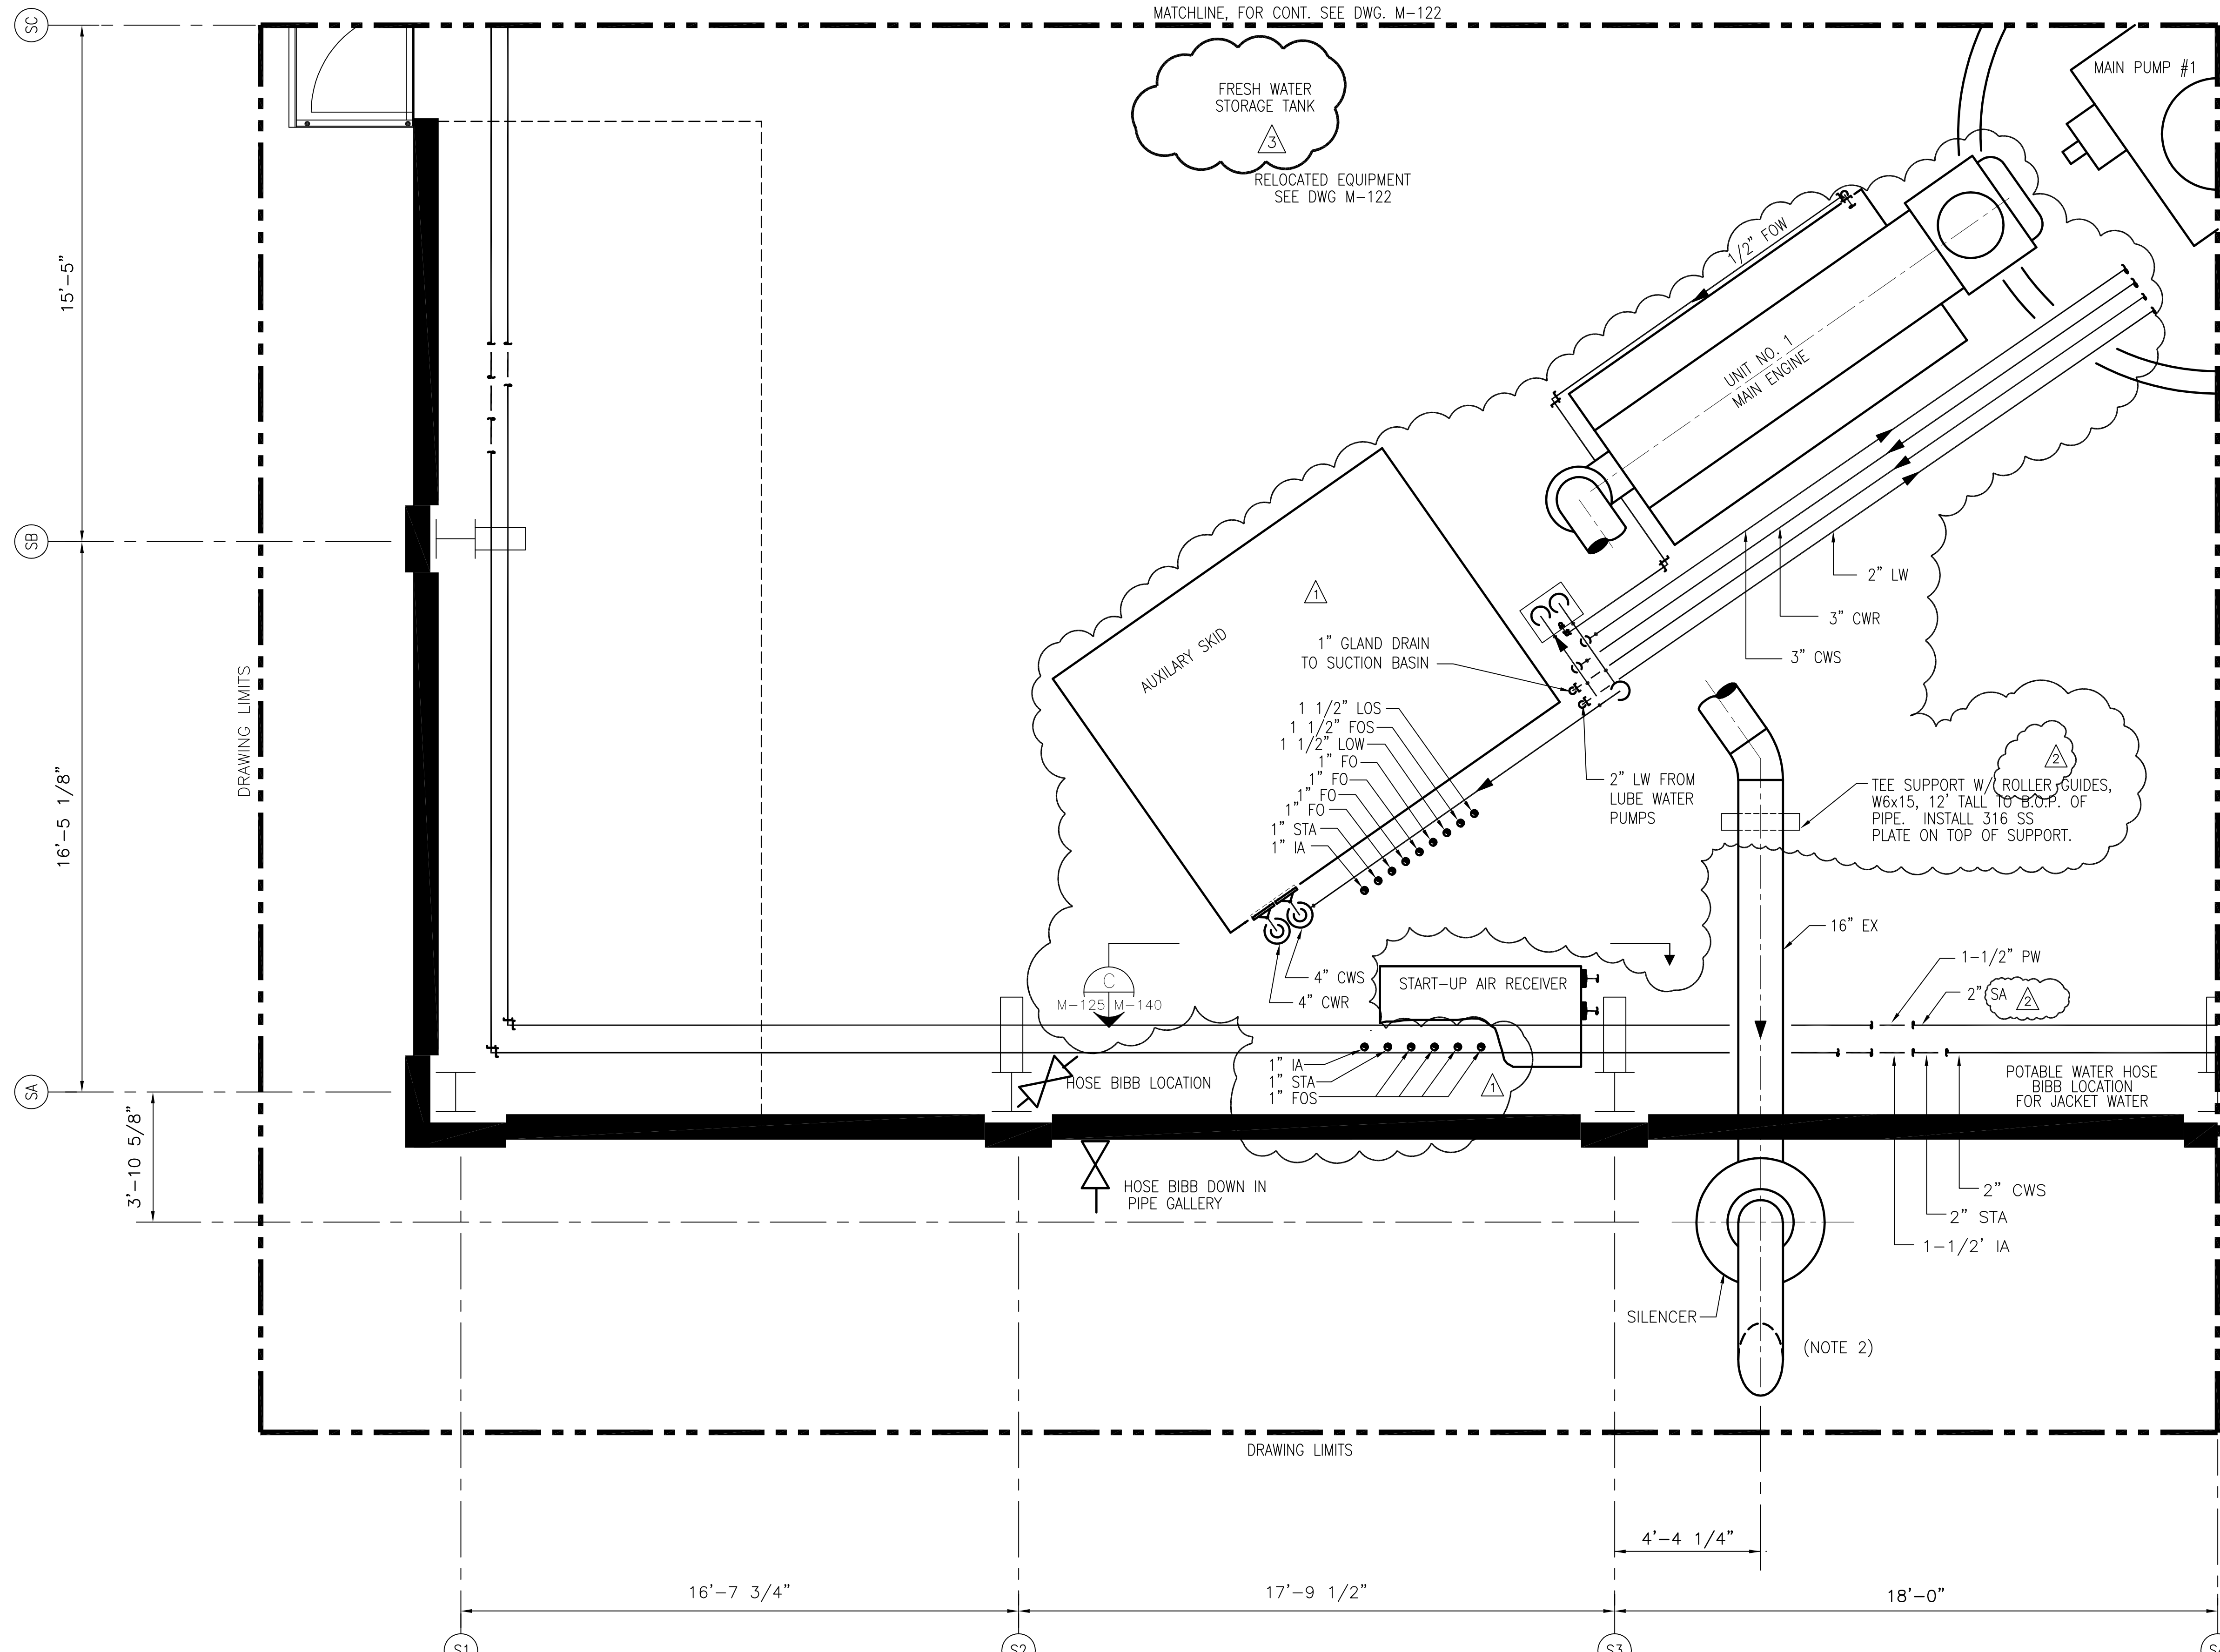 MATCHLINE, FOR CONT. SEE DWG. M-122
SC
MAIN PUMP #1
FRESH WATER
STORAGE TANK
3
RELOCATED EQUIPMENT
SEE DWG M-122
15'-5"
1/2" FOW
UNIT NO. 1
MAIN ENGINE
SB
2" LW
3" CWR
3" CWS
1
AUXILARY SKID
1" GLAND DRAIN
TO SUCTION BASIN
DRAWING LIMITS
1 1/2" LOS
1 1/2" FOS
1 1/2" LOW
1" FO
1" FO
1" FO
1" FO
1" STA
1" IA
2" LW FROM
LUBE WATER
PUMPS
2
TEE SUPPORT W/ ROLLER GUIDES,
W6x15, 12' TALL TO B.O.P. OF
PIPE. INSTALL 316 SS
PLATE ON TOP OF SUPPORT.
16'-5 1/8"
16" EX
1-1/2" PW
2" SA
2
4" CWS
4" CWR
START-UP AIR RECEIVER
C
M-125 M-140
1" IA
1" STA
1" FOS
1
HOSE BIBB LOCATION
POTABLE WATER HOSE
BIBB LOCATION
FOR JACKET WATER
SA
3'-10 5/8"
HOSE BIBB DOWN IN
PIPE GALLERY
2" CWS
2" STA
1-1/2' IA
SILENCER
(NOTE 2)
DRAWING LIMITS
4'-4 1/4"
16'-7 3/4"
17'-9 1/2"
18'-0"
S1
S2
S3